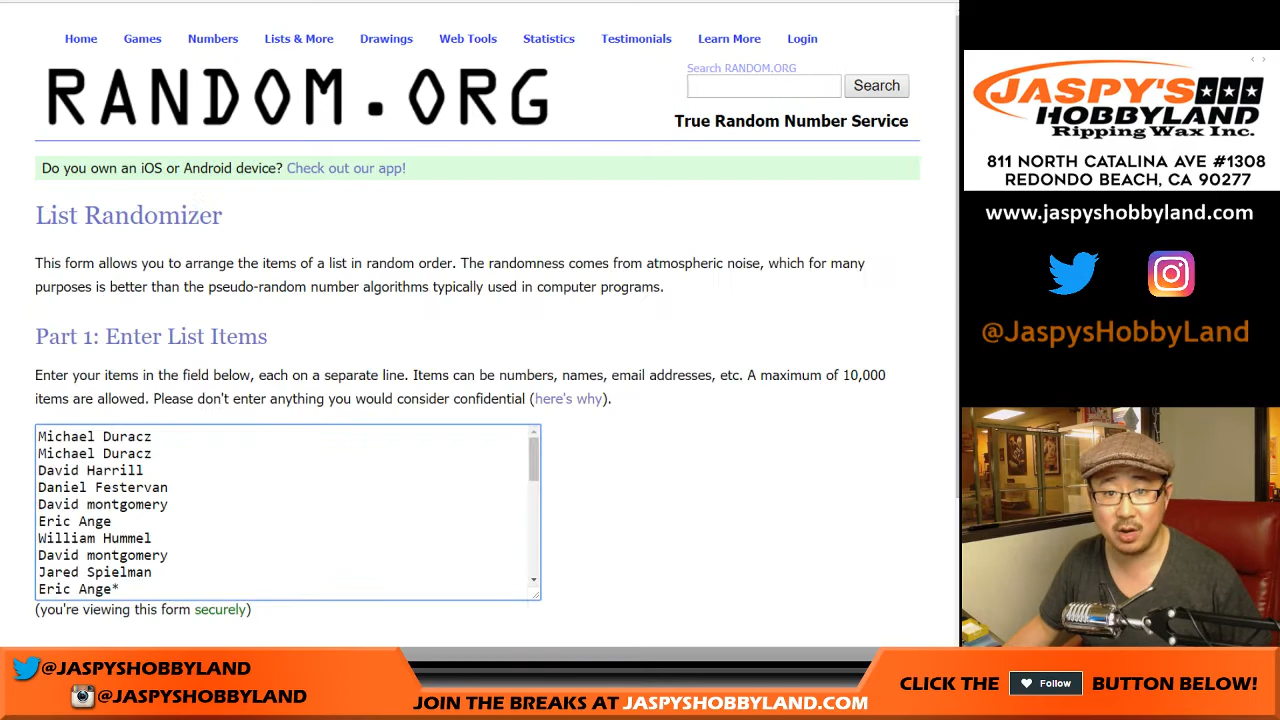 Home Games Numbers Lists & More Drawings Web Tools Statistics Testimonials Learn More Login
RANDOM.ORG
Search RANDOM.ORG
Search
True Random Number Service
Do you own an iOS or Android device? Check out our app!
List Randomizer
This form allows you to arrange the items of a list in random order. The randomness comes from atmospheric noise, which for many
purposes is better than the pseudo-random number algorithms typically used in computer programs.
Part 1: Enter List Items
Enter your items in the field below, each on a separate line. Items can be numbers, names, email addresses, etc. A maximum of 10,000
items are allowed. Please don't enter anything you would consider confidential (here's why).
Michael Duracz
Michael Duracz
David Harrill
Daniel Festervan
David montgomery
Eric Ange
William Hummel
David montgomery
Jared Spielman
Eric Ange*
(you're viewing this form securely)
JASPY'S
HOBBYLAND
Ripping Wax Inc.
811 NORTH CATALINA AVE #1308
REDONDO BEACH, CA 90277
www.jaspyshobbyland.com
@JaspysHobbyLand
@JASPYSHOBBYLAND
@JASPYSHOBBYLAND
JOIN THE BREAKS AT JASPYSHOBBYLAND.COM
CLICK THE Follow BUTTON BELOW!